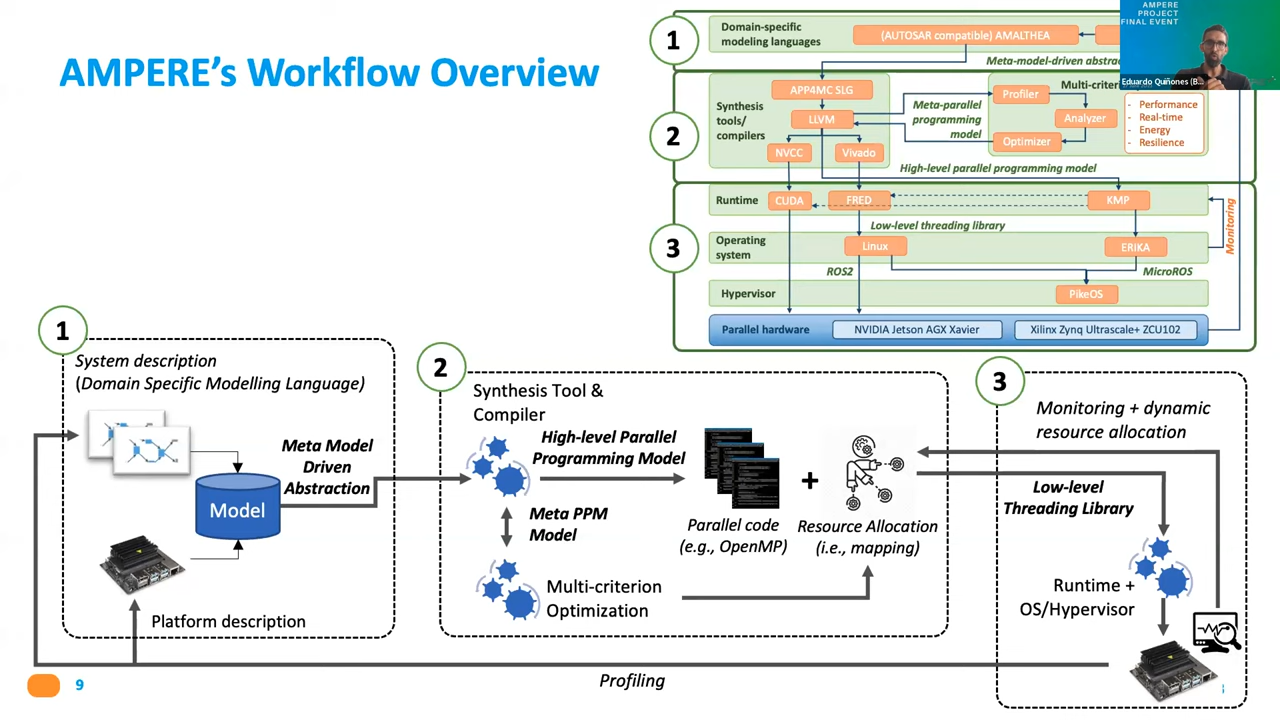 AMPERE
PROJECT
FINAL EVENT
Eduardo Quiñones (B...
AMPERE's Workflow Overview
1
Domain-specific
modeling languages
(AUTOSAR compatible) AMALTHEA
Meta-model-driven abstrac
2
Synthesis
tools/
compilers
APP4MC SLG
LLVM
NVCC
Vivado
Meta-parallel
programming
model
Multi-criter
Profiler
Analyzer
Optimizer
- Performance
- Real-time
- Energy
- Resilience
High-level parallel programming model
3
Runtime
CUDA
FRED
KMP
Low-level threading library
Monitoring
Operating
system
Linux
ERIKA
ROS2
MicroROS
Hypervisor
PikeOS
Parallel hardware
NVIDIA Jetson AGX Xavier
Xilinx Zynq Ultrascale+ ZCU102
1
System description
(Domain Specific Modelling Language)
Model
Meta Model
Driven
Abstraction
Platform description
2
Synthesis Tool &
Compiler
High-level Parallel
Programming Model
Meta PPM
Model
Multi-criterion
Optimization
Parallel code
(e.g., OpenMP)
+
Resource Allocation
(i.e., mapping)
3
Monitoring + dynamic
resource allocation
Low-level
Threading Library
Runtime +
OS/Hypervisor
Profiling
9